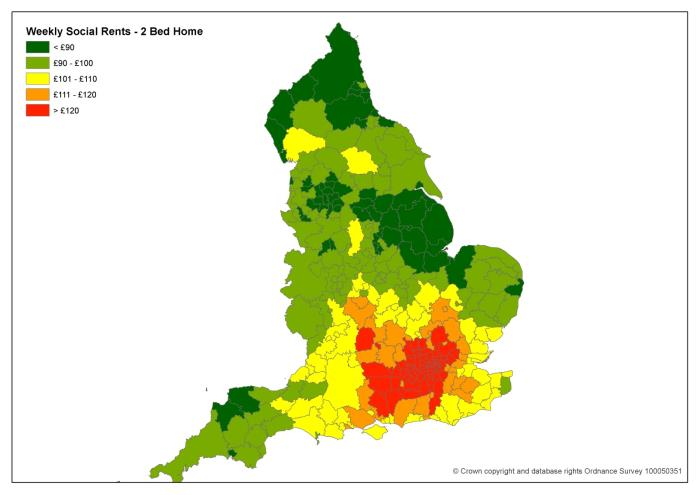 Weekly Social Rents - 2 Bed Home
< £90
£90 - £100
£101 - £110
£111 - £120
> £120
© Crown copyright and database rights Ordnance Survey 100050351